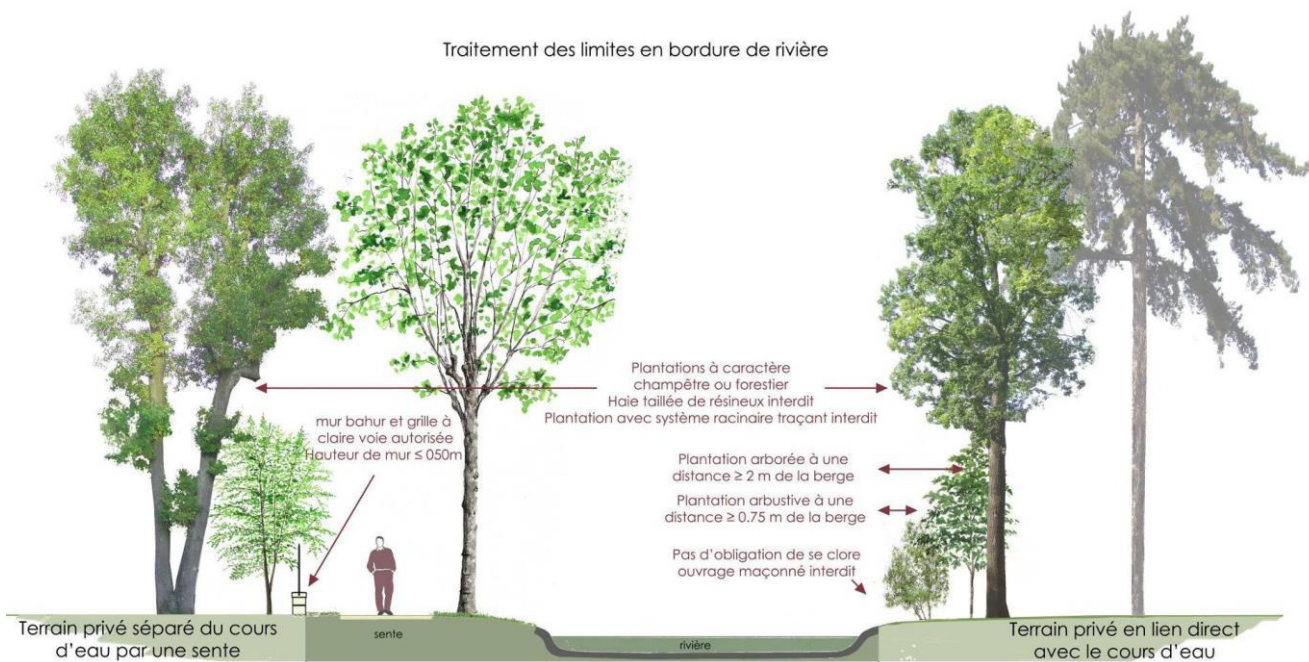 Traitement des limites en bordure de rivière
Plantations à caractère
champêtre ou forestier
Haie taillée de résineux interdit
Plantation avec système racinaire traçant interdit
mur bahur et grille à
claire voie autorisée
Hauteur de mur ≤ 050m
Plantation arborée à une
distance ≥ 2 m de la berge
Plantation arbustive à une
distance ≥ 0.75 m de la berge
Pas d'obligation de se clore
ouvrage maçonné interdit
Terrain privé séparé du cours
d'eau par une sente
sente
rivière
Terrain privé en lien direct
avec le cours d'eau